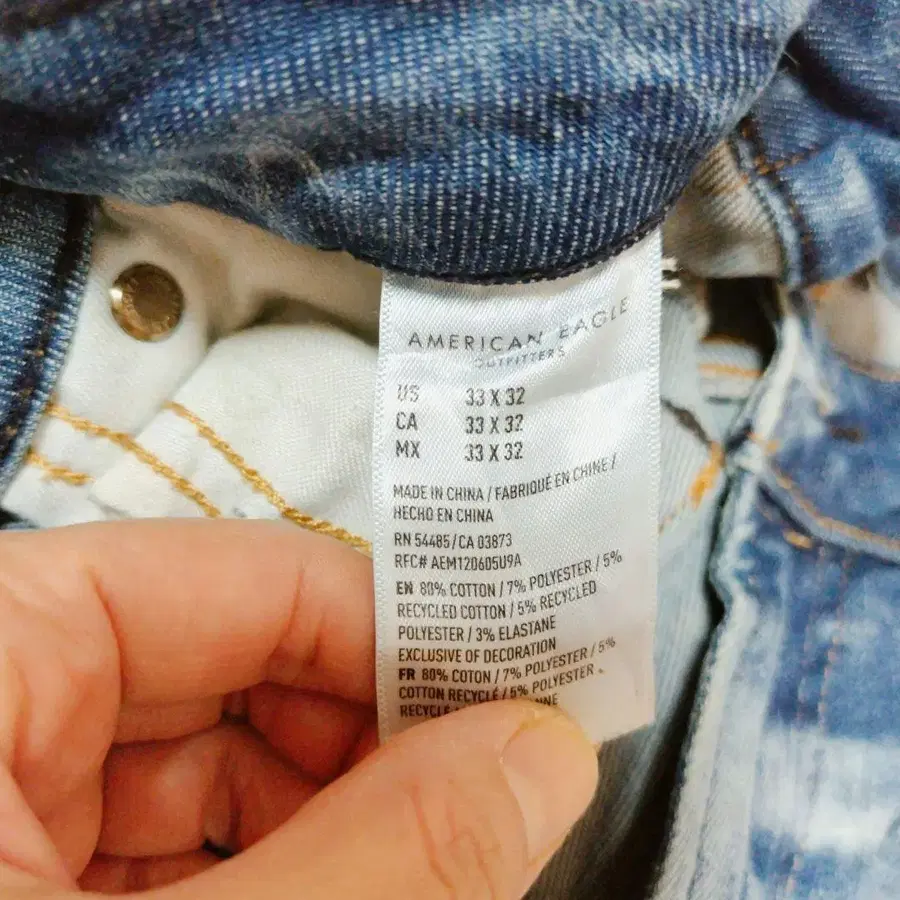 AMERICAN EAGLE
OUTFITTERS
US 33 X 32
CA 33 X 32
MX 33 X 32
MADE IN CHINA / FABRIQUÉ EN CHINE /
HECHO EN CHINA
RN 54485/CA 03873
RFC# AEM120605U9A
EN 80% COTTON / 7% POLYESTER / 5%
RECYCLED COTTON / 5% RECYCLED
POLYESTER / 3% ELASTANE
EXCLUSIVE OF DECORATION
FR 80% COTON / 7% POLYESTER / 5%
COTON RECYCLÉ / 5% POLYESTER